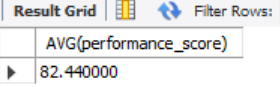 Result Grid Filter Rows:
AVG(performance_score)
82.440000